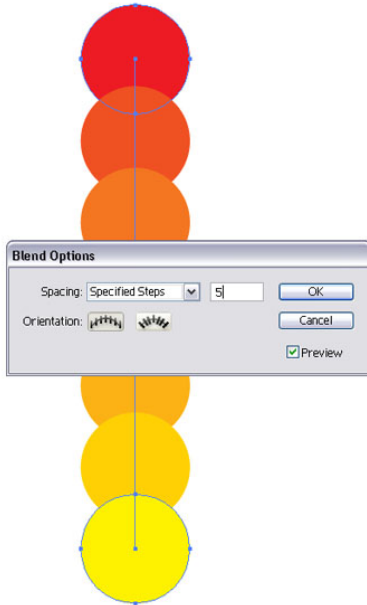 Blend Options
Spacing: Specified Steps 5 OK
Orientation: Cancel
Preview